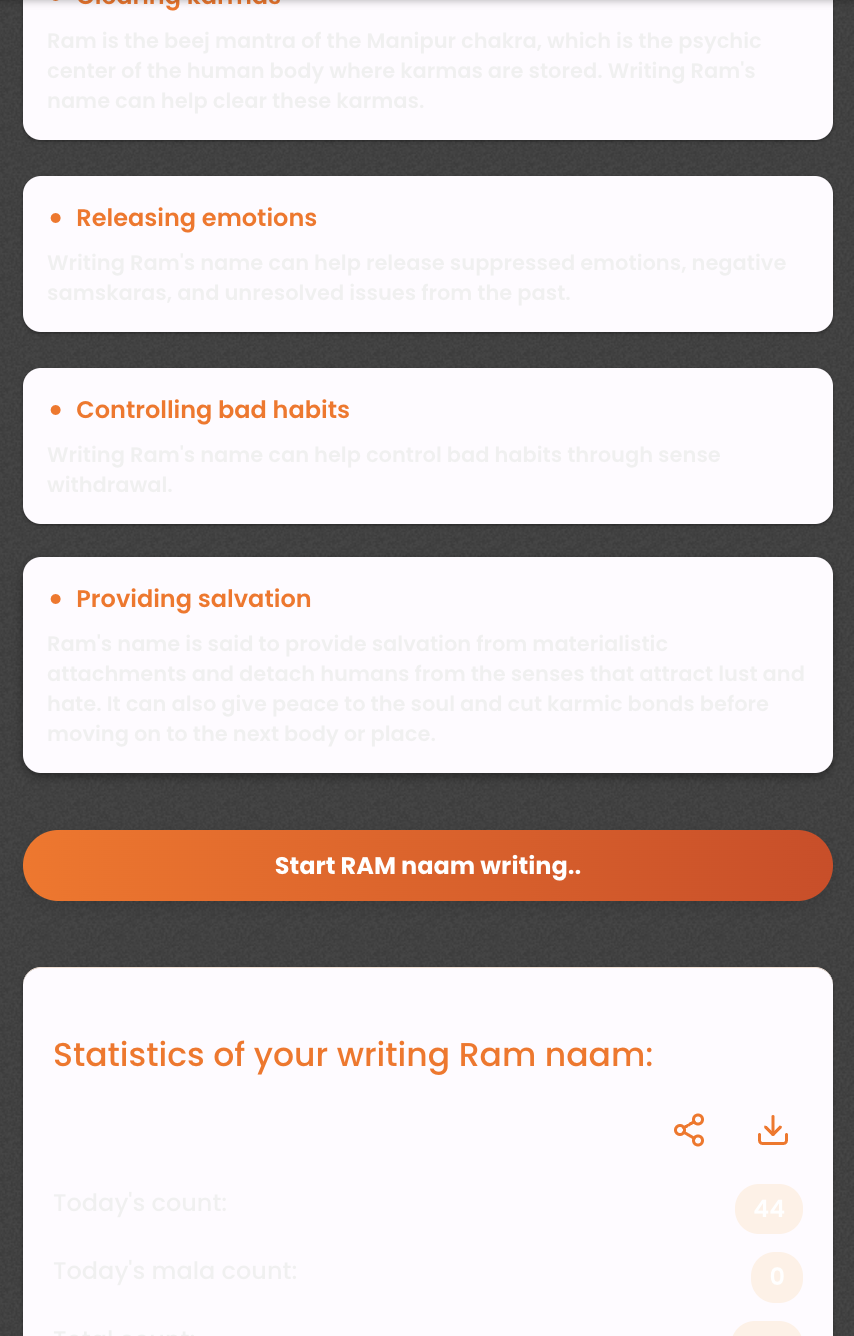 • Clearing karmas
Ram is the beej mantra of the Manipur chakra, which is the psychic
center of the human body where karmas are stored. Writing Ram's
name can help clear these karmas.
• Releasing emotions
Writing Ram's name can help release suppressed emotions, negative
samskaras, and unresolved issues from the past.
• Controlling bad habits
Writing Ram's name can help control bad habits through sense
withdrawal.
• Providing salvation
Ram's name is said to provide salvation from materialistic
attachments and detach humans from the senses that attract lust and
hate. It can also give peace to the soul and cut karmic bonds before
moving on to the next body or place.
Start RAM naam writing..
Statistics of your writing Ram naam:
Today's count: 44
Today's mala count: 0
Total count: